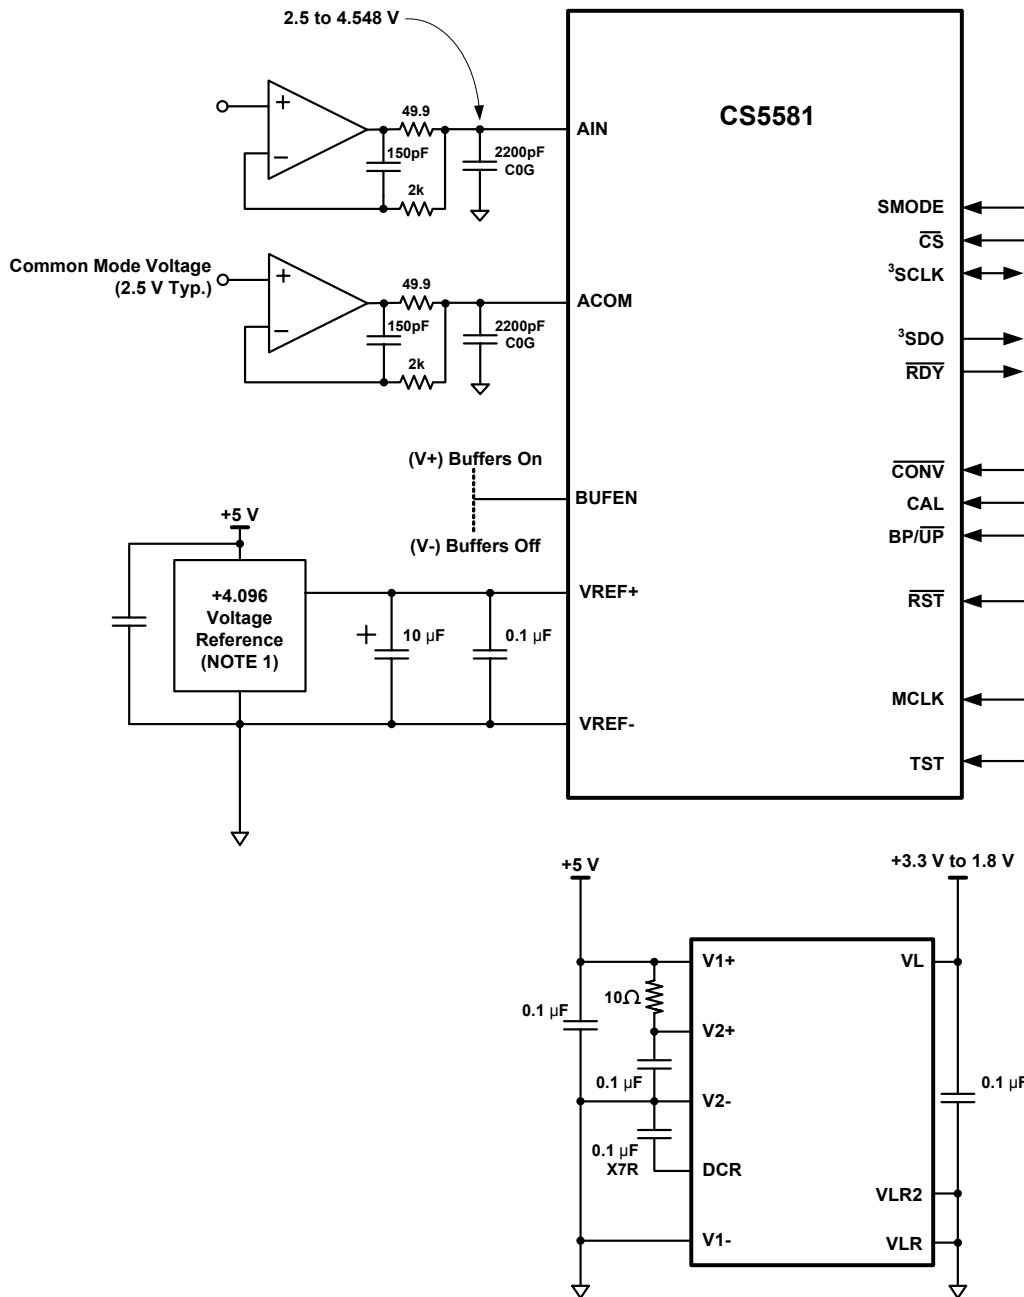 2.5 to 4.548 V
CS5581
49.9
AIN
150pF
2200pF
C0G
2k
SMODE
CS
Common Mode Voltage
(2.5 V Typ.)
49.9
3SCLK
ACOM
150pF
2200pF
C0G
3SDO
2k
RDY
(V+) Buffers On
CONV
BUFEN
CAL
+5 V
(V-) Buffers Off
BP/UP
+4.096
Voltage
Reference
(NOTE 1)
VREF+
RST
10 µF
0.1 µF
MCLK
VREF-
TST
+5 V
+3.3 V to 1.8 V
V1+
VL
10Ω
0.1 µF
V2+
0.1 µF
0.1 µF
V2-
0.1 µF
X7R
DCR
VLR2
V1-
VLR